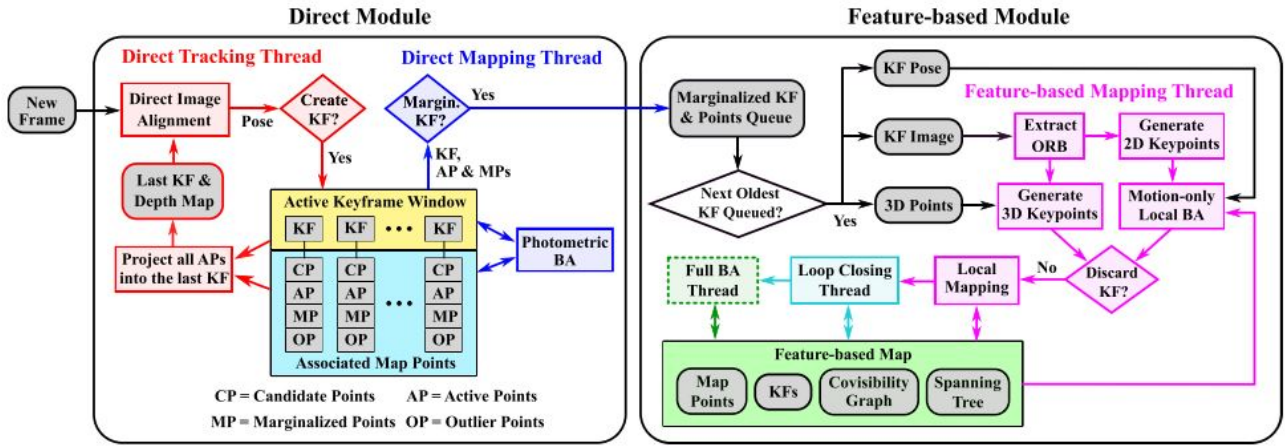 Direct Module
Feature-based Module
Direct Tracking Thread
Direct Mapping Thread
New
Frame
Direct Image
Alignment
Pose
Create
KF?
Yes
Margin.
KF?
Yes
KF,
AP & MPs
Last KF &
Depth Map
Project all APs
into the last KF
Active Keyframe Window
KF KF ••• KF
CP CP CP
AP AP AP
•••
MP MP MP
OP OP OP
Associated Map Points
Photometric
BA
CP = Candidate Points AP = Active Points
MP = Marginalized Points OP = Outlier Points
Marginalized KF
& Points Queue
Next Oldest
KF Queued?
Yes
KF Pose
Feature-based Mapping Thread
KF Image
3D Points
Extract
ORB
Generate
2D Keypoints
Generate
3D Keypoints
Motion-only
Local BA
Discard
KF?
No
Local
Mapping
Loop Closing
Thread
Full BA
Thread
Feature-based Map
Map
Points
KFs
Covisibility
Graph
Spanning
Tree